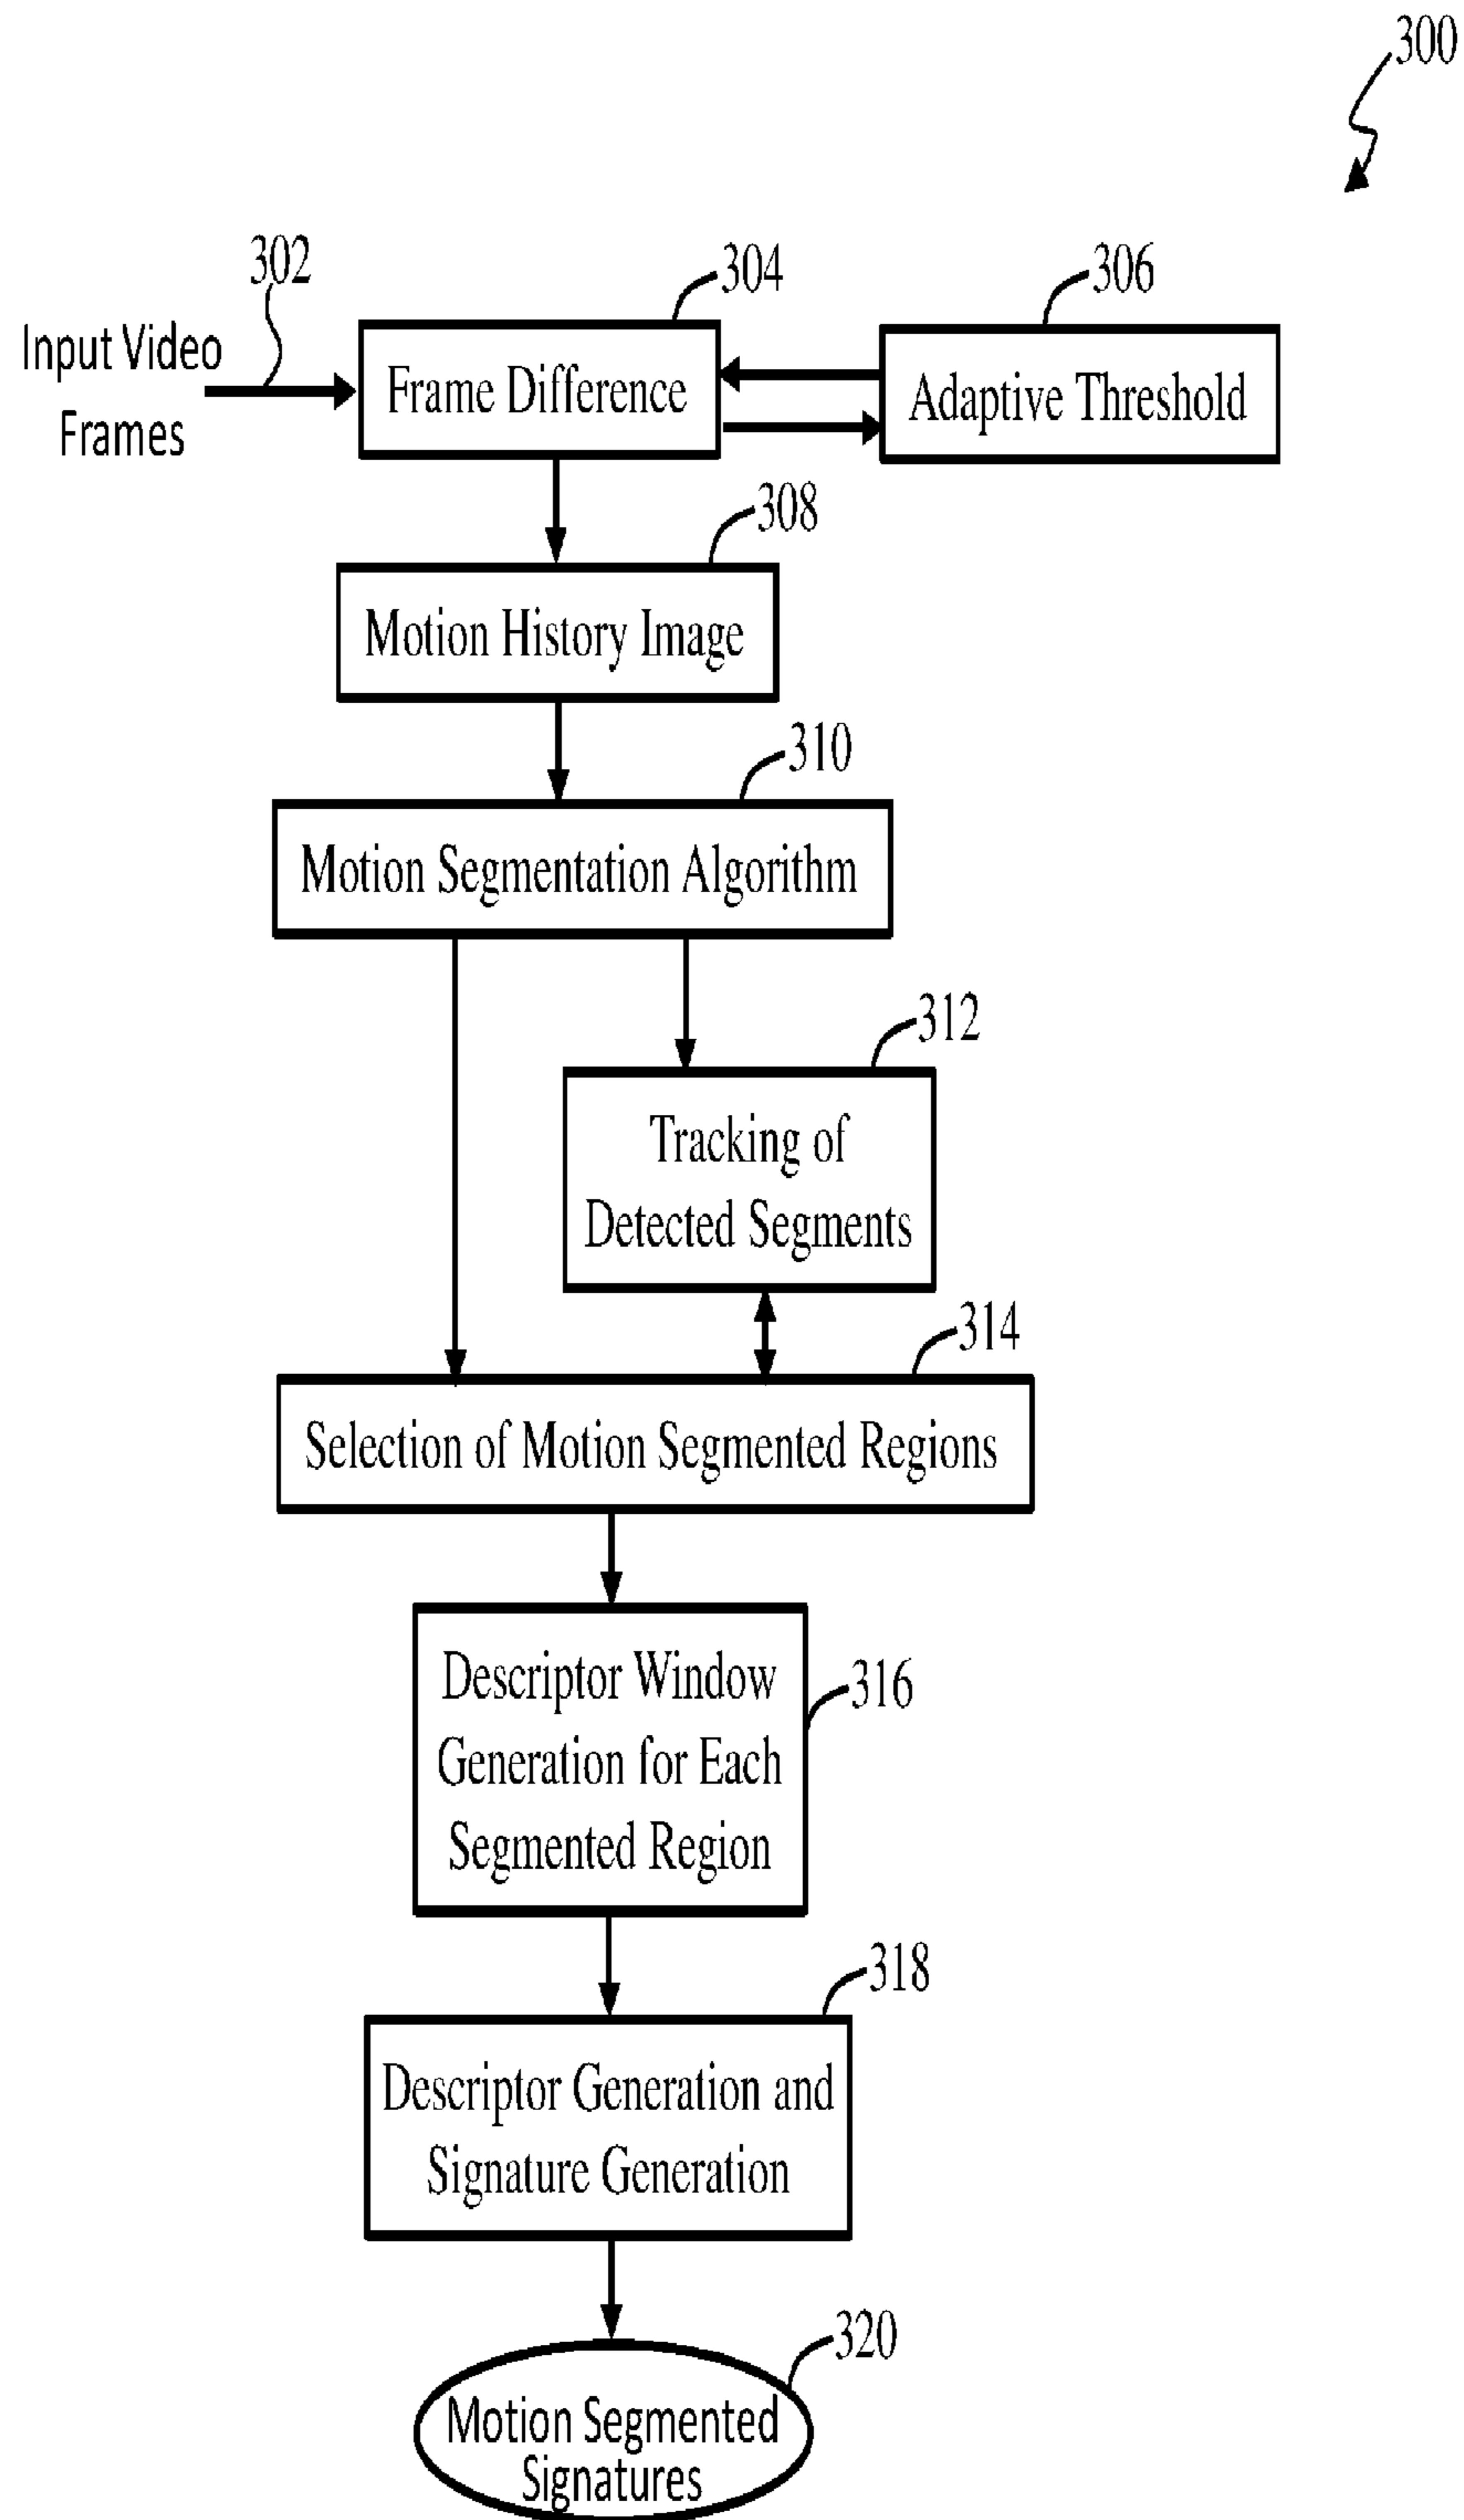 300
302
304
306
Input Video
Frames
Frame Difference
Adaptive Threshold
308
Motion History Image
310
Motion Segmentation Algorithm
312
Tracking of
Detected Segments
314
Selection of Motion Segmented Regions
316
Descriptor Window
Generation for Each
Segmented Region
318
Descriptor Generation and
Signature Generation
320
Motion Segmented
Signatures